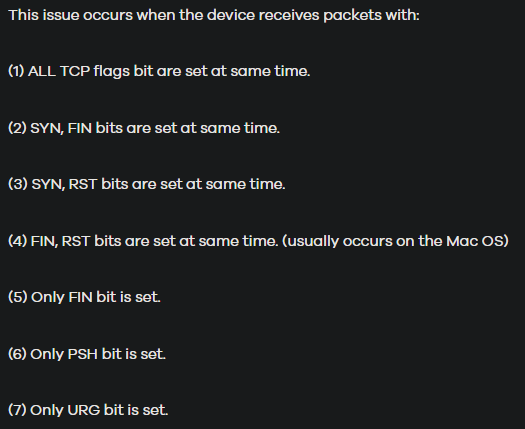 This issue occurs when the device receives packets with:
(1) ALL TCP flags bit are set at same time.
(2) SYN, FIN bits are set at same time.
(3) SYN, RST bits are set at same time.
(4) FIN, RST bits are set at same time. (usually occurs on the Mac OS)
(5) Only FIN bit is set.
(6) Only PSH bit is set.
(7) Only URG bit is set.